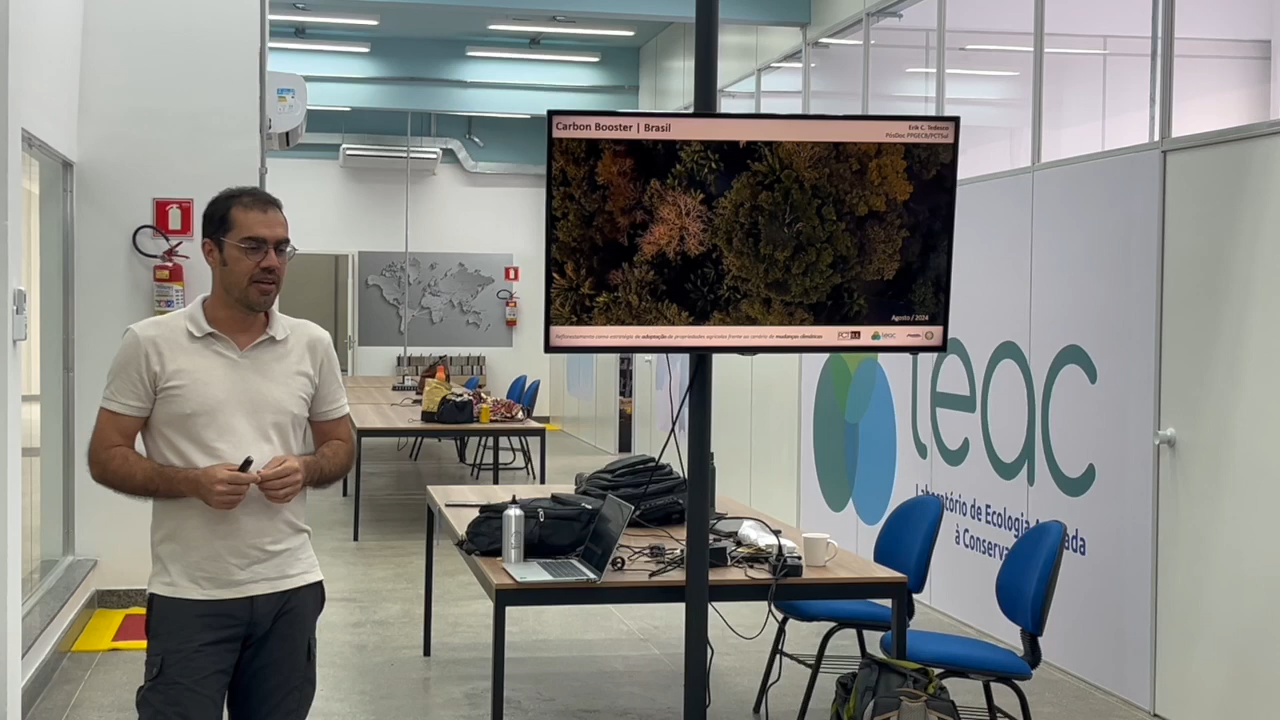 Carbon Booster | Brasil
Erik C. Tedesco
PósDoc PPGECB/PCTSul
Agosto / 2024
Reflorestamento como estratégia de adaptação de propriedades agrícolas frente ao cenário de mudanças climáticas
leac
leac
Laboratório de Ecologia
à Conserva